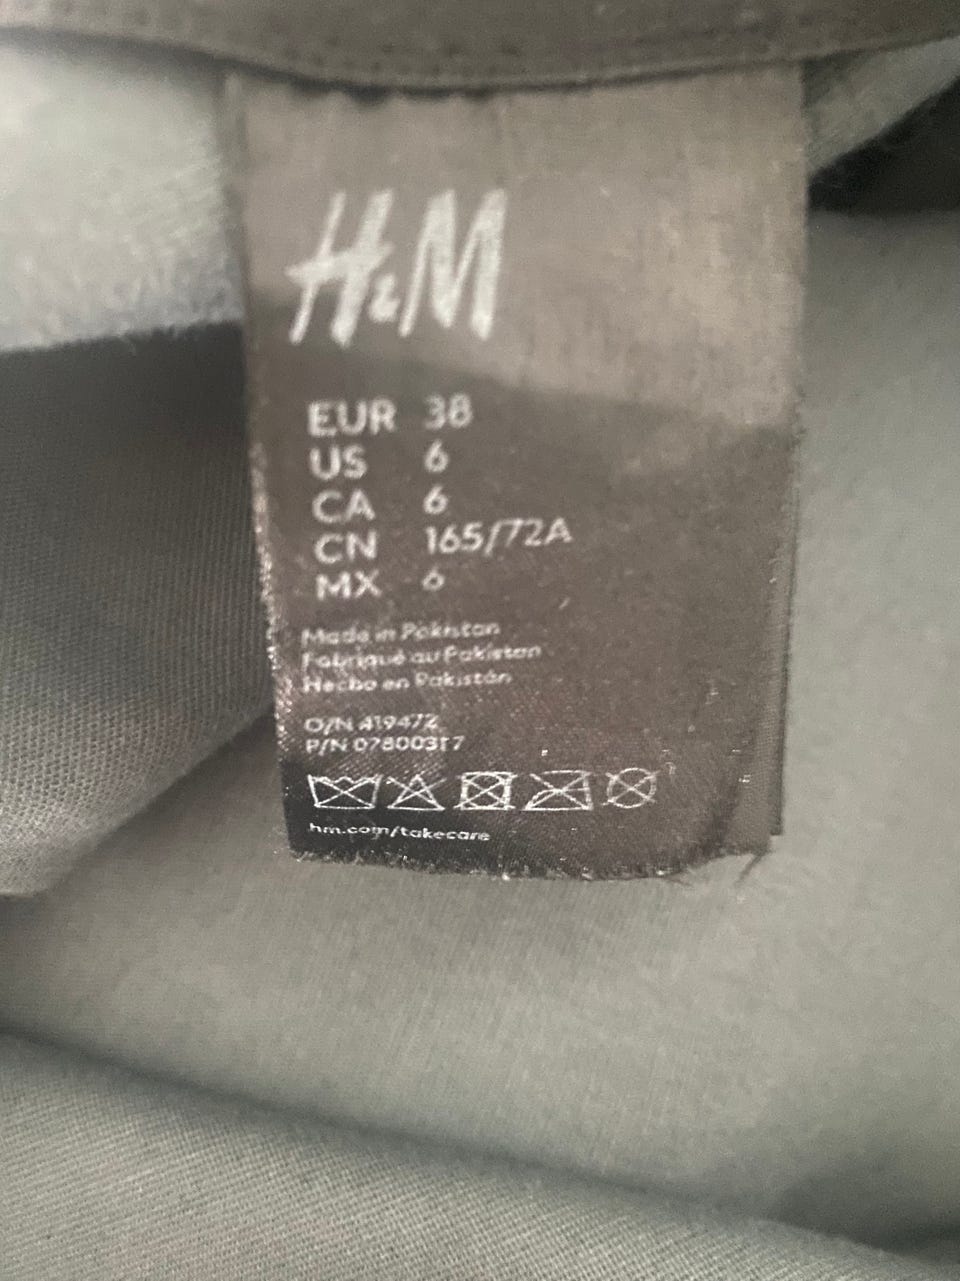 H&M
EUR 38
US 6
CA 6
CN 165/72A
MX 6
Made in Pakistan
Fabriqué au Pakistan
Hecho en Pakistán
O/N 419472
P/N 07800317
hm.com/takecare